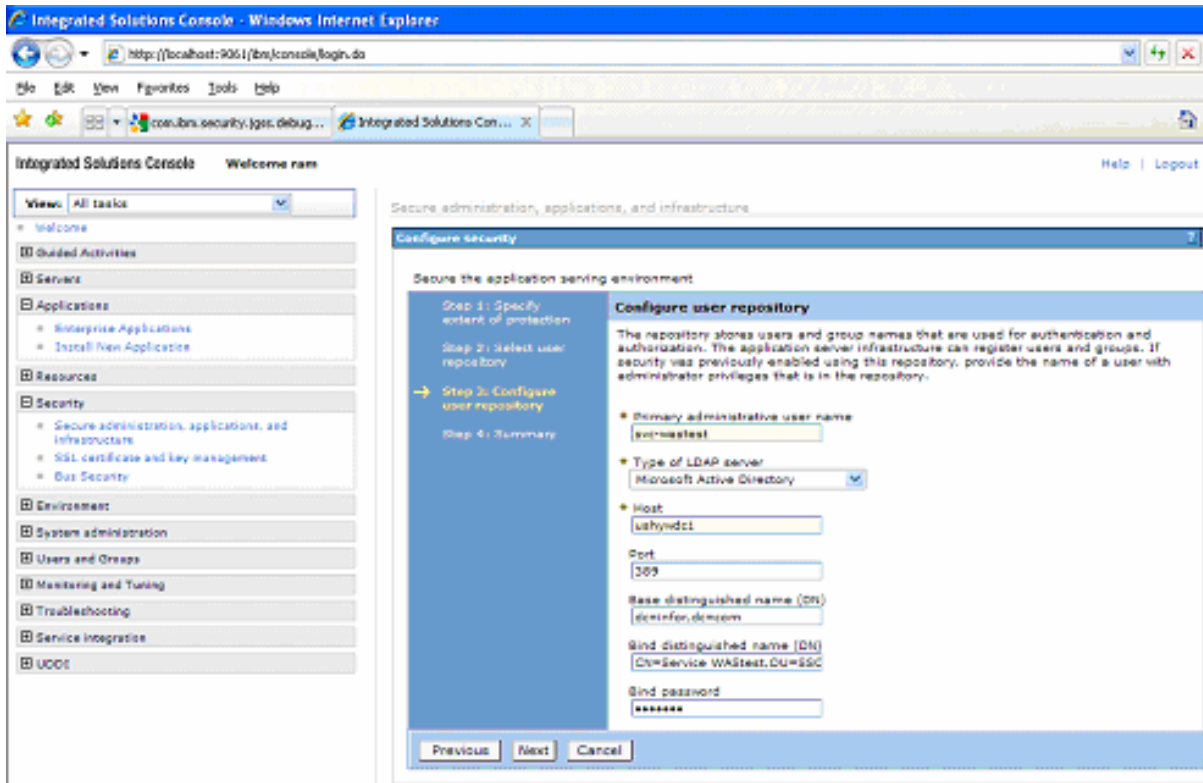 Integrated Solutions Console - Windows Internet Explorer
http://localhost:9061/ibm/console/login.do
File Edit View Favorites Tools Help
com.ibm.security.jgss.debug... Integrated Solutions Con...
Integrated Solutions Console Welcome ram
Help | Logout
View: All tasks
Welcome
Guided Activities
Servers
Applications
Enterprise Applications
Install New Application
Resources
Security
Secure administration, applications, and
infrastructure
SSL certificate and key management
Bus Security
Environment
System administration
Users and Groups
Monitoring and Tuning
Troubleshooting
Service integration
UDDI
Secure administration, applications, and infrastructure
Configure security ?
Secure the application serving environment
Step 1: Specify
extent of protection
Step 2: Select user
repository
Step 3: Configure
user repository
Step 4: Summary
Configure user repository
The repository stores users and group names that are used for authentication and
authorization. The application server infrastructure can register users and groups. If
security was previously enabled using this repository, provide the name of a user with
administrator privileges that is in the repository.
* Primary administrative user name
svc-wastest
* Type of LDAP server
Microsoft Active Directory
* Host
Port
389
Base distinguished name (DN)
dc=infor,dc=com
Bind distinguished name (DN)
CN=Service WAStest,OU=SSC
Bind password
•••••••
Previous Next Cancel